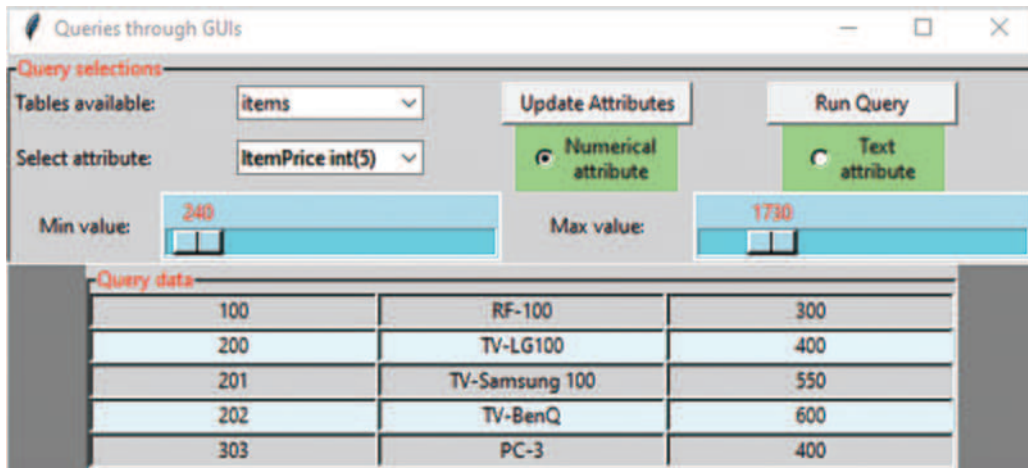 Queries through GUIs
Query selections
Tables available: items Update Attributes Run Query
Select attribute: ItemPrice int(5) Numerical attribute Text attribute
Min value: 240 Max value: 1730
Query data
100 RF-100 300
200 TV-LG100 400
201 TV-Samsung 100 550
202 TV-BenQ 600
303 PC-3 400